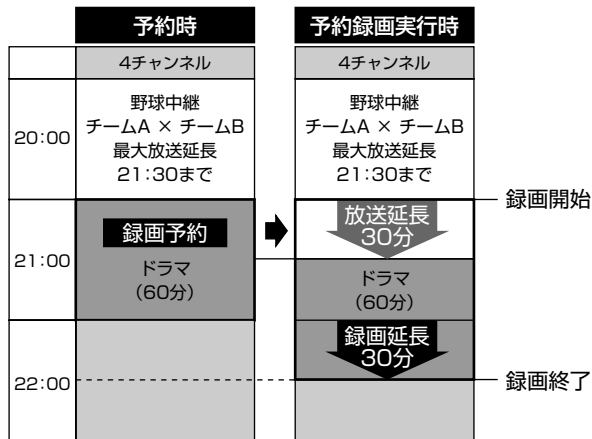 予約時
予約録画実行時
4チャンネル
4チャンネル
20:00
野球中継
チームA × チームB
最大放送延長
21:30まで
野球中継
チームA × チームB
最大放送延長
21:30まで
録画開始
21:00
録画予約
ドラマ
(60分)
放送延長
30分
ドラマ
(60分)
録画延長
30分
22:00
録画終了